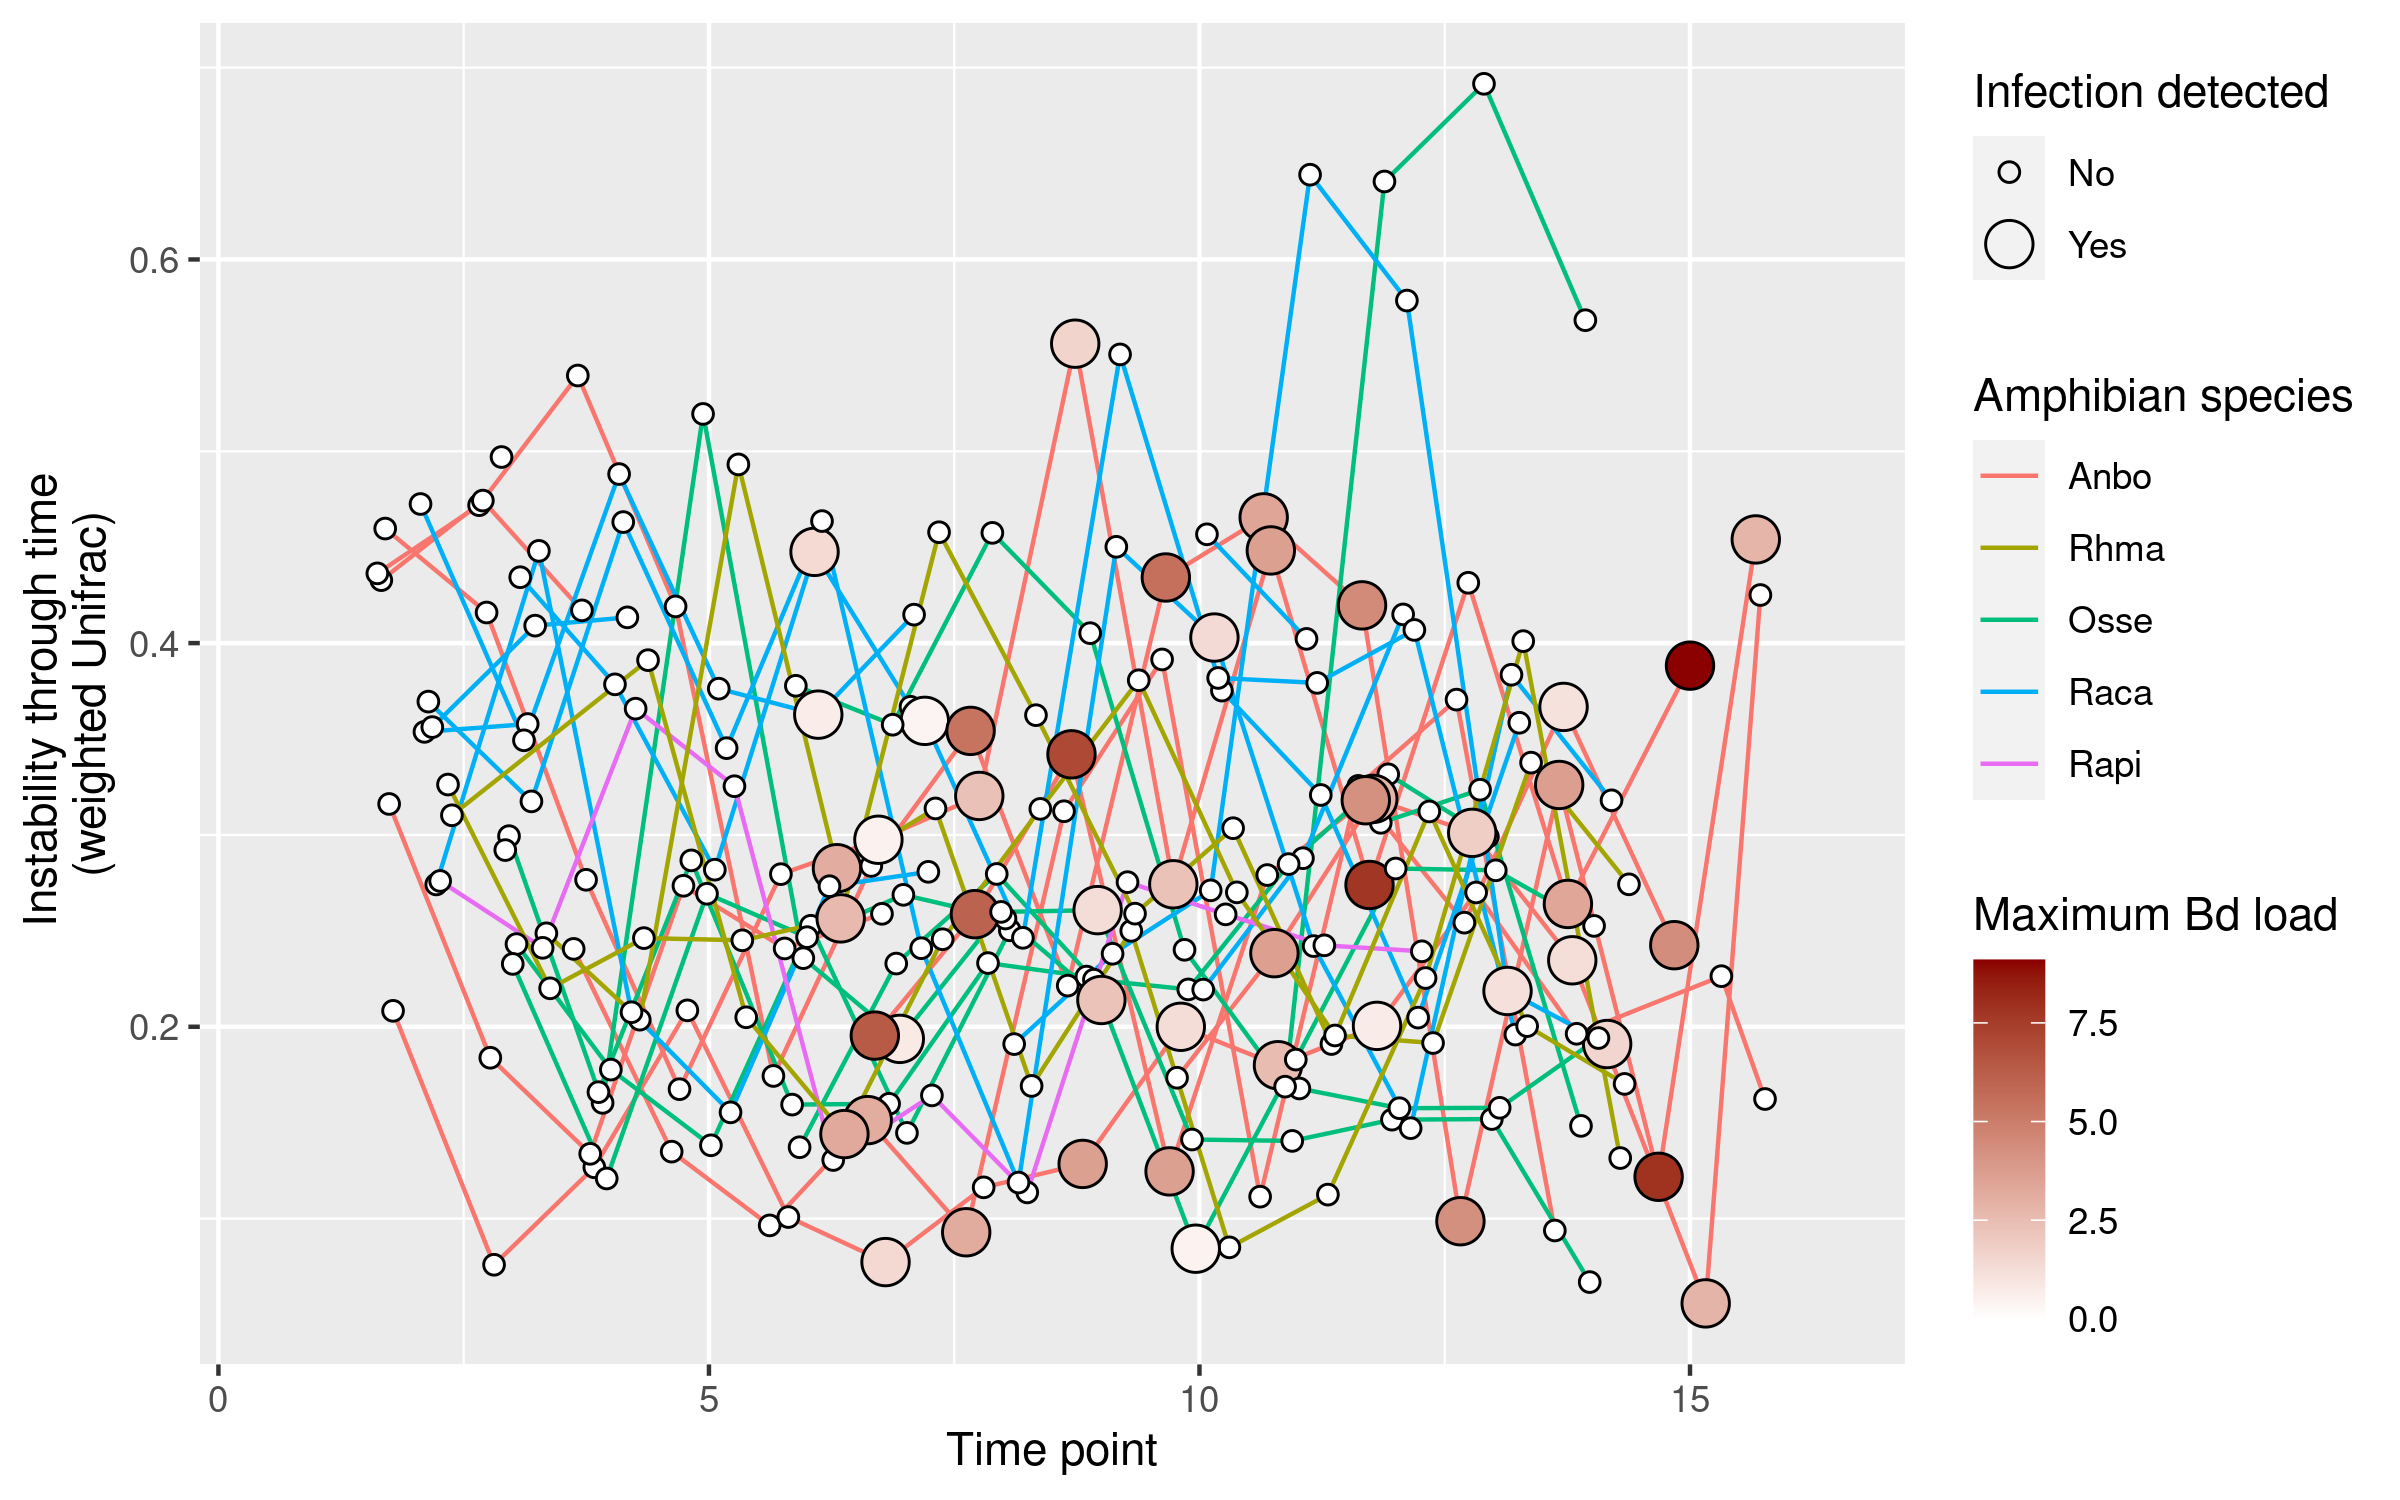 Instability through time
(weighted Unifrac)
0.6
0.4
0.2
0
5
10
15
Time point
Infection detected
No
Yes
Amphibian species
Anbo
Rhma
Osse
Raca
Rapi
Maximum Bd load
7.5
5.0
2.5
0.0